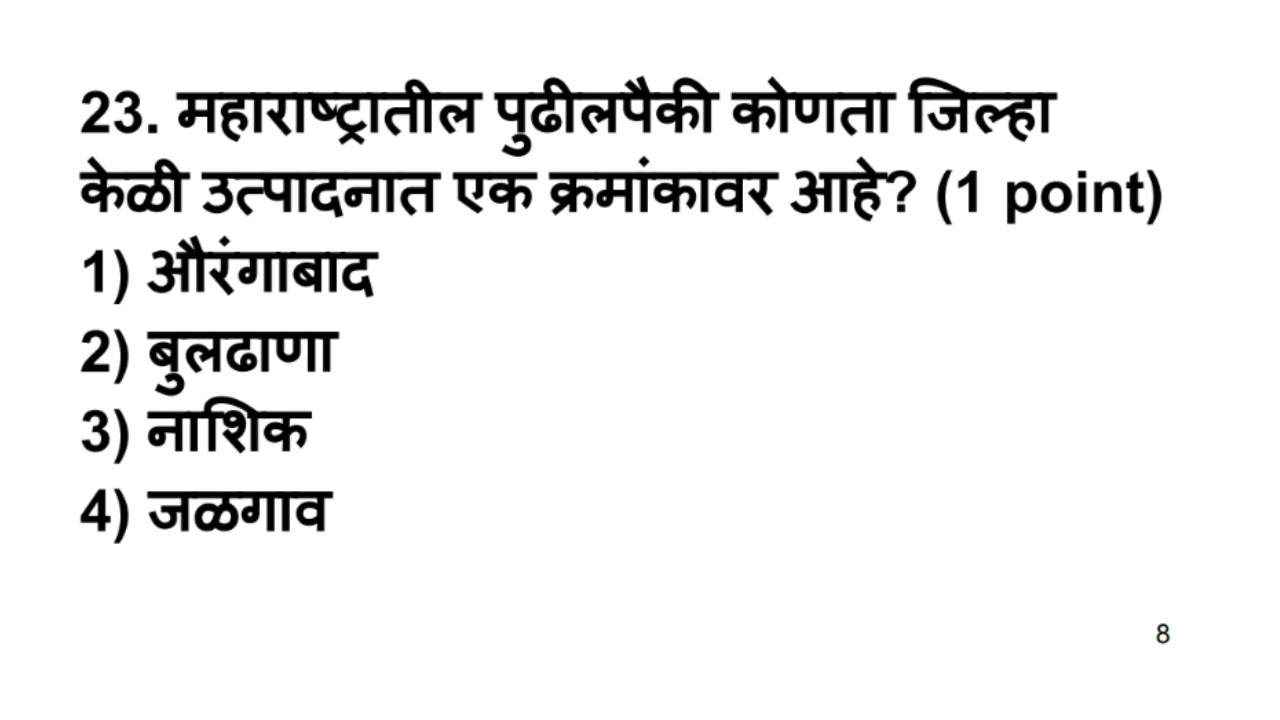 23. महाराष्ट्रातील पुढीलपैकी कोणता जिल्हा
केळी उत्पादनात एक क्रमांकावर आहे? (1 point)
1) औरंगाबाद
2) बुलढाणा
3) नाशिक
4) जळगाव
8